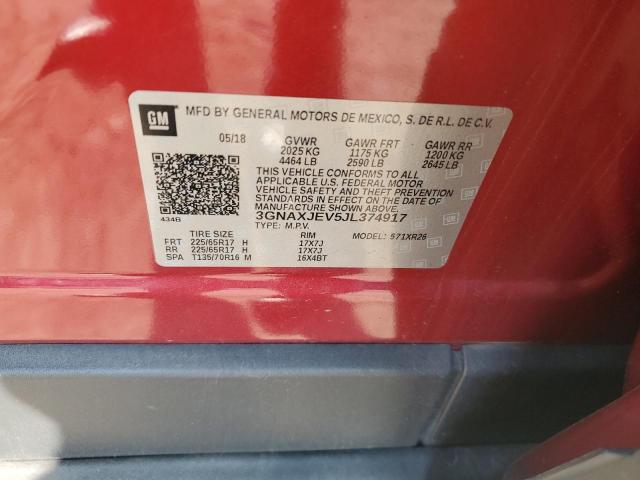 GM
MFD BY GENERAL MOTORS DE MEXICO, S. DE R.L. DE C.V.
05/18 GVWR GAWR FRT GAWR RR
2025 KG 1175 KG 1200 KG
4464 LB 2590 LB 2645 LB
THIS VEHICLE CONFORMS TO ALL
APPLICABLE U.S. FEDERAL MOTOR
VEHICLE SAFETY AND THEFT PREVENTION
STANDARDS IN EFFECT ON THE DATE OF
MANUFACTURE SHOWN ABOVE.
434B 3GNAXJEV5JL374917
TYPE: M.P.V. MODEL: 571XR26
TIRE SIZE RIM
FRT 225/65R17 H 17X7J
RR 225/65R17 H 17X7J
SPA T135/70R16 M 16X4BT